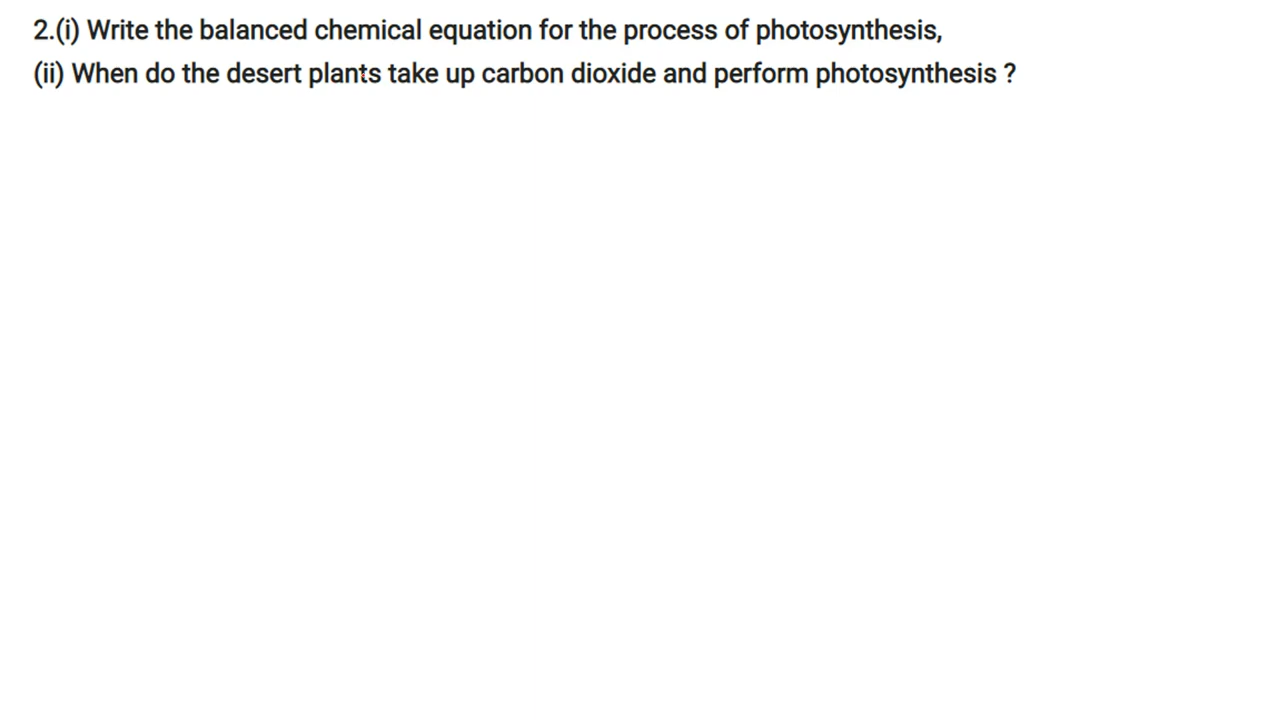 2.(i) Write the balanced chemical equation for the process of photosynthesis,
(ii) When do the desert plants take up carbon dioxide and perform photosynthesis ?